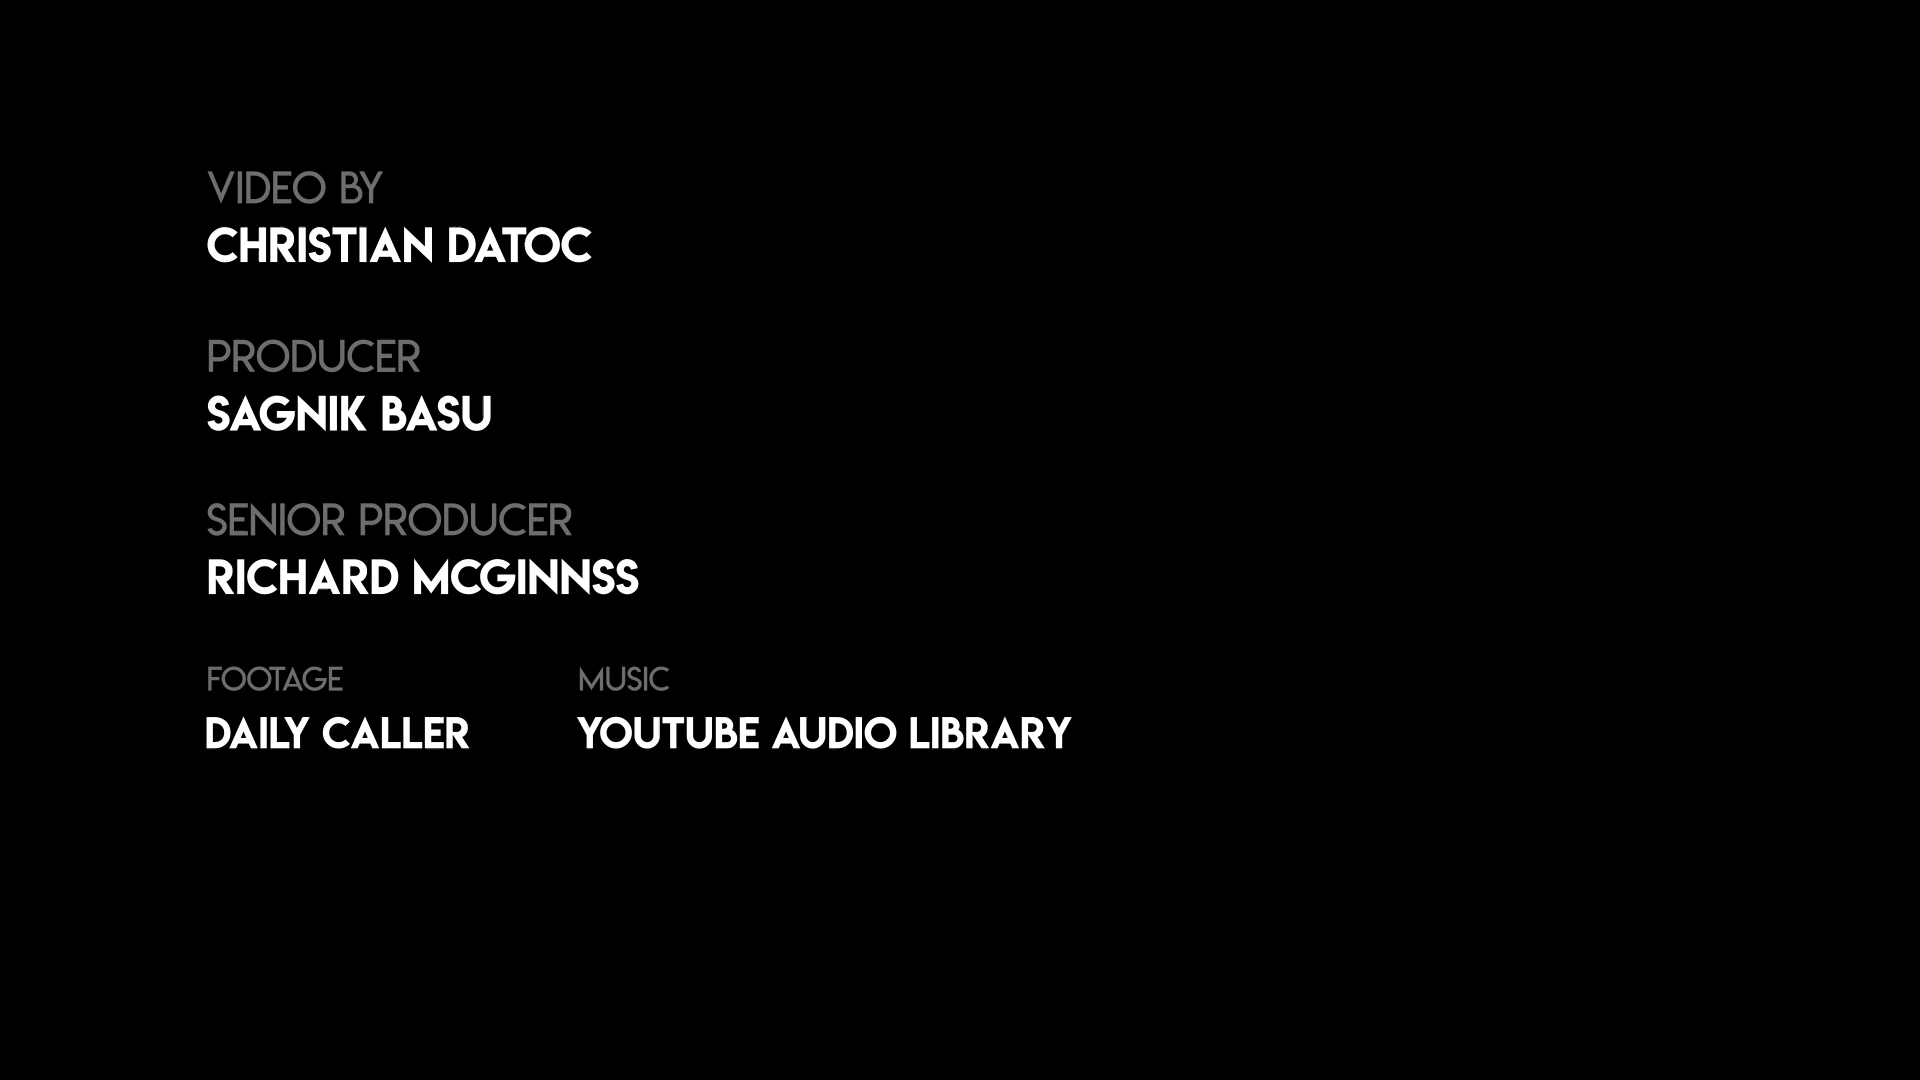 VIDEO BY
CHRISTIAN DATOC
PRODUCER
SAGNIK BASU
SENIOR PRODUCER
RICHARD MCGINNSS
FOOTAGE
DAILY CALLER
MUSIC
YOUTUBE AUDIO LIBRARY